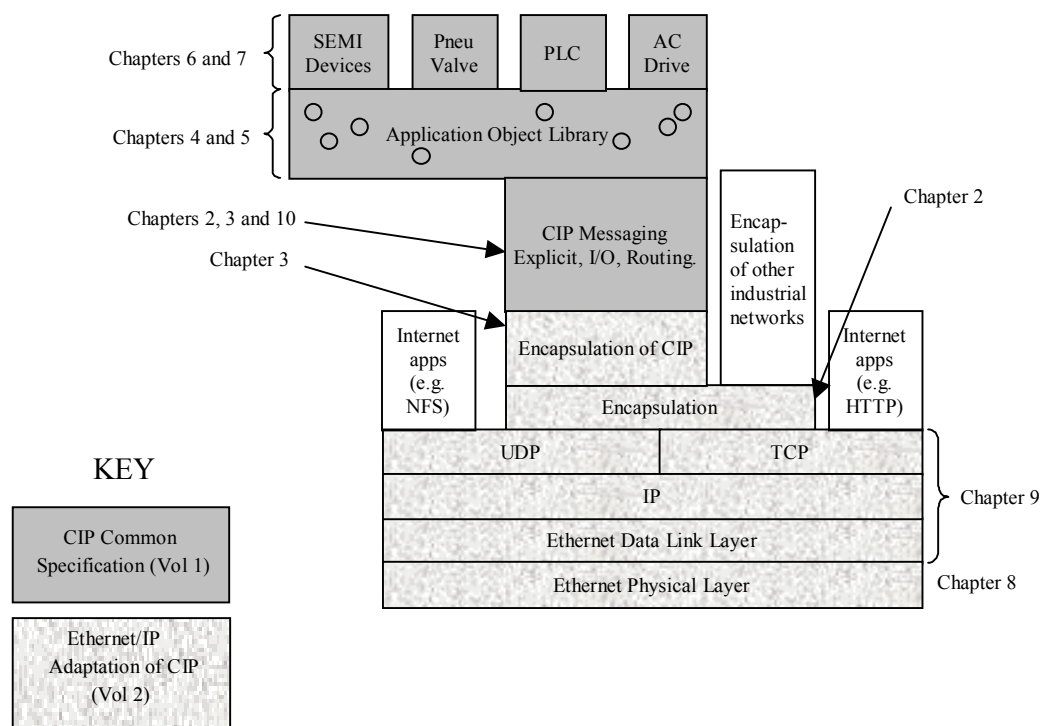 Chapters 6 and 7
SEMI
Devices
Pneu
Valve
PLC
AC
Drive
Chapters 4 and 5
Application Object Library
Chapters 2, 3 and 10
CIP Messaging
Explicit, I/O, Routing.
Encap-
sulation
of other
industrial
networks
Chapter 2
Chapter 3
Internet
apps
(e.g.
NFS)
Encapsulation of CIP
Internet
apps
(e.g.
HTTP)
Encapsulation
UDP
TCP
IP
Ethernet Data Link Layer
Chapter 9
Ethernet Physical Layer
Chapter 8
KEY
CIP Common
Specification (Vol 1)
Ethernet/IP
Adaptation of CIP
(Vol 2)